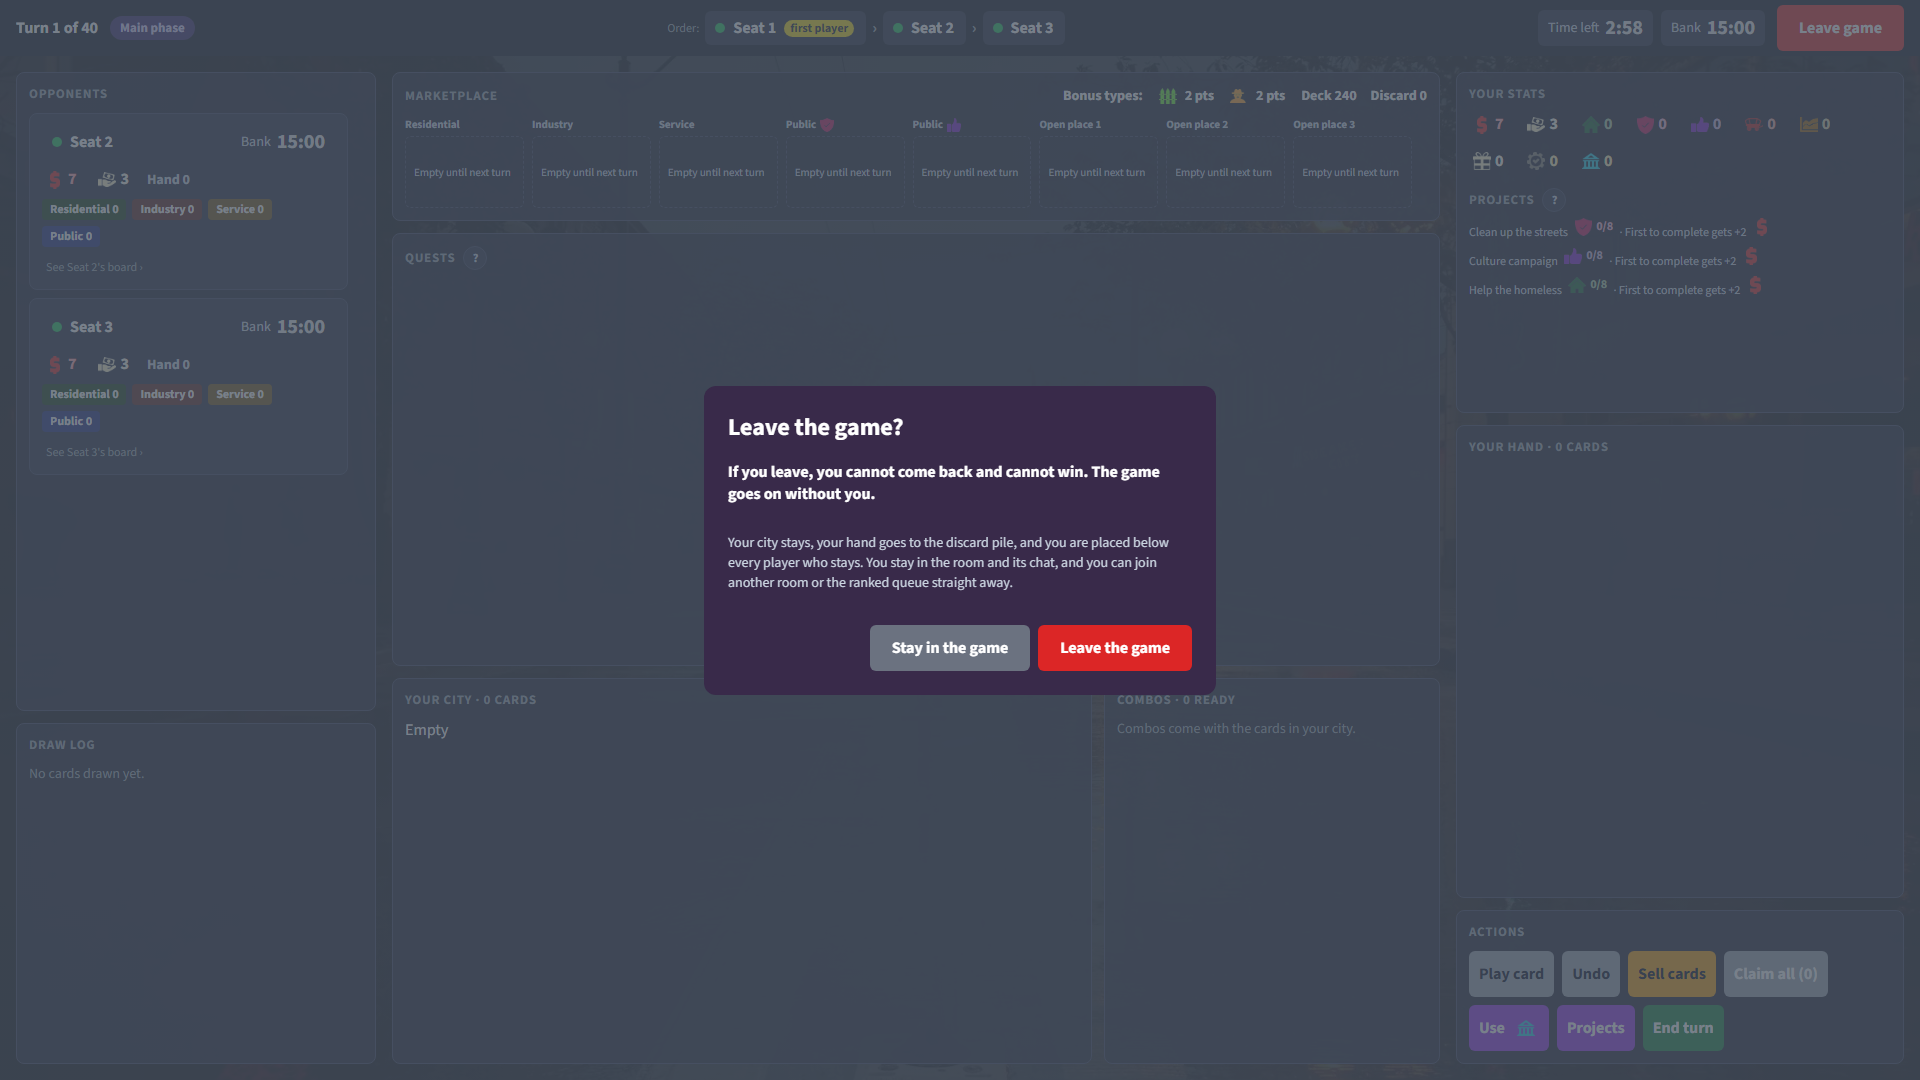 Turn 1 of 40 Main phase
Order: Seat 1 first player › Seat 2 › Seat 3
Time left 2:58 Bank 15:00 Leave game
OPPONENTS
Seat 2 Bank 15:00
7 3 Hand 0
Residential 0 Industry 0 Service 0
Public 0
See Seat 2's board ›
Seat 3 Bank 15:00
7 3 Hand 0
Residential 0 Industry 0 Service 0
Public 0
See Seat 3's board ›
DRAW LOG
No cards drawn yet.
MARKETPLACE
Bonus types: 2 pts 2 pts Deck 240 Discard 0
Residential Industry Service Public Public Open place 1 Open place 2 Open place 3
Empty until next turn Empty until next turn Empty until next turn Empty until next turn Empty until next turn Empty until next turn Empty until next turn Empty until next turn
QUESTS ?
Leave the game?
If you leave, you cannot come back and cannot win. The game
goes on without you.
Your city stays, your hand goes to the discard pile, and you are placed below
every player who stays. You stay in the room and its chat, and you can join
another room or the ranked queue straight away.
Stay in the game Leave the game
YOUR CITY · 0 CARDS
Empty
COMBOS · 0 READY
Combos come with the cards in your city.
YOUR STATS
7 3 0 0 0 0 0
0 0 0
PROJECTS ?
Clean up the streets 0/8 · First to complete gets +2
Culture campaign 0/8 · First to complete gets +2
Help the homeless 0/8 · First to complete gets +2
YOUR HAND · 0 CARDS
ACTIONS
Play card Undo Sell cards Claim all (0)
Use Projects End turn